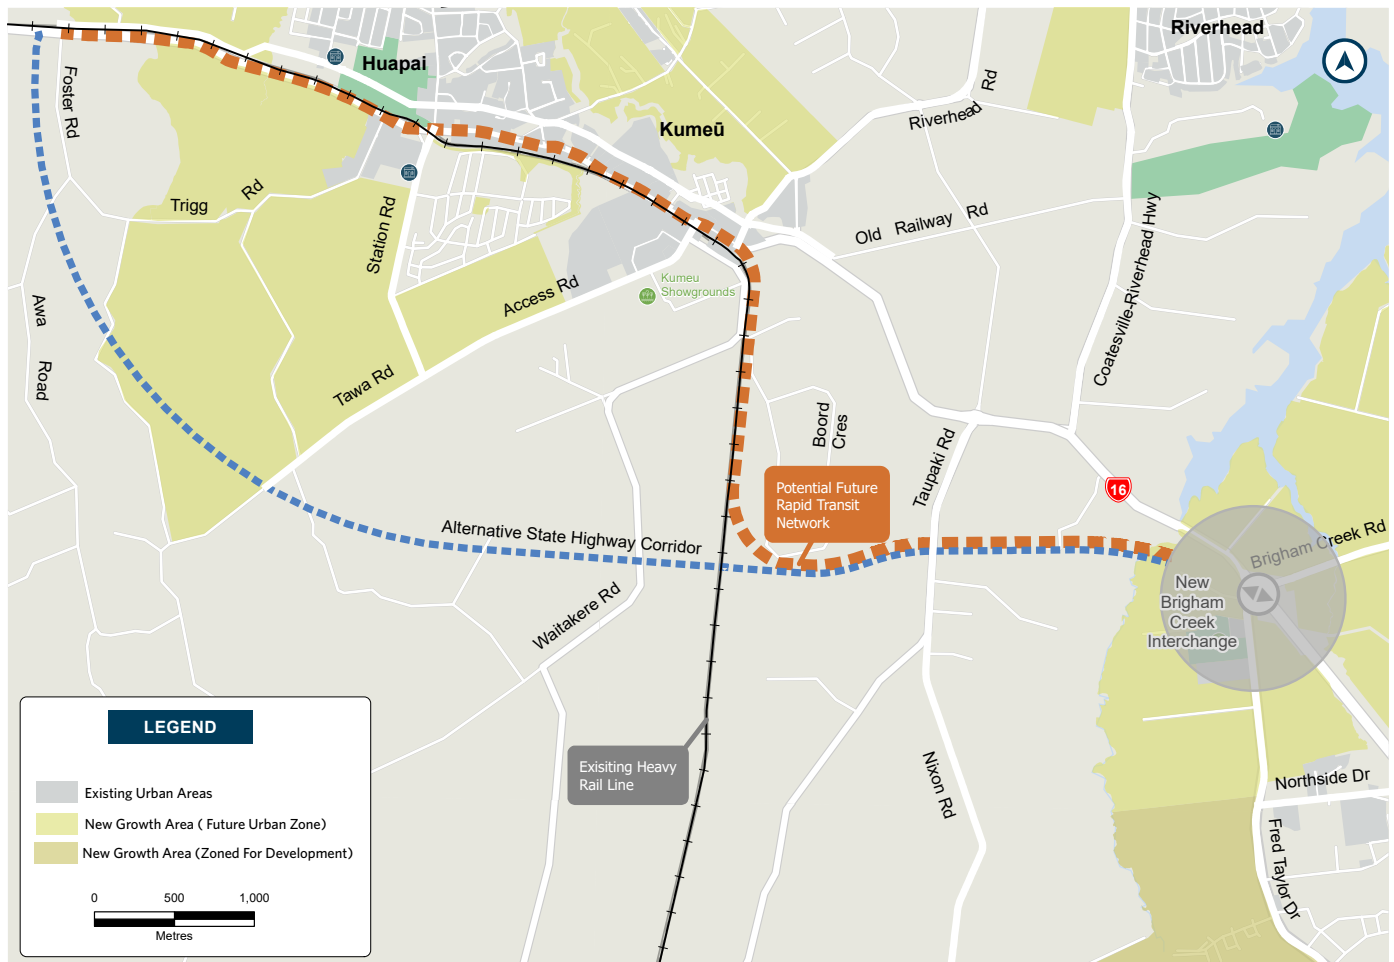 Riverhead
Huapai
Kumeū
Foster Rd
Riverhead Rd
Trigg Rd
Station Rd
Old Railway Rd
Coatesville-Riverhead Hwy
Kumeu
Showgrounds
Access Rd
Awa Road
Tawa Rd
Boord
Cres
Taupaki Rd
16
Potential Future
Rapid Transit
Network
Alternative State Highway Corridor
Brigham Creek Rd
New
Brigham
Creek
Interchange
Waitakere Rd
Exisiting Heavy
Rail Line
Nixon Rd
Northside Dr
Fred Taylor Dr
LEGEND
Existing Urban Areas
New Growth Area ( Future Urban Zone)
New Growth Area (Zoned For Development)
0 500 1,000
Metres